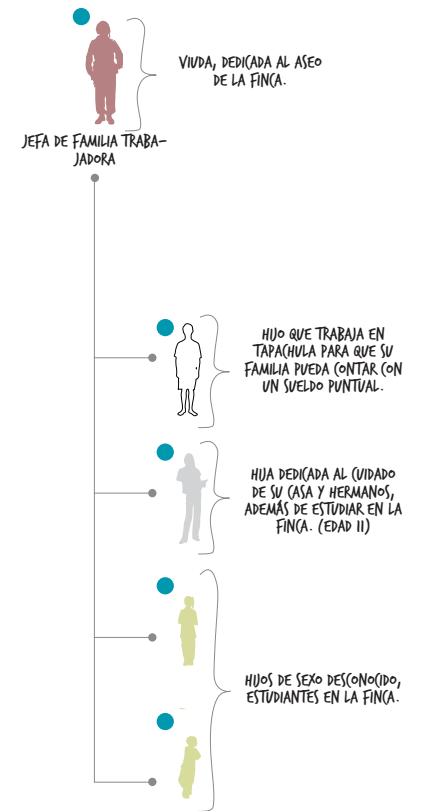 VIUDA, DEDICADA AL ASEO
DE LA FINCA.
JEFA DE FAMILIA TRABA-
JADORA
HIJO QUE TRABAJA EN
TAPACHULA PARA QUE SU
FAMILIA PUEDA CONTAR CON
UN SUELDO PUNTUAL.
HIJA DEDICADA AL CUIDADO
DE SU CASA Y HERMANOS,
ADEMÁS DE ESTUDIAR EN LA
FINCA. (EDAD 11)
HIJOS DE SEXO DESCONOCIDO,
ESTUDIANTES EN LA FINCA.